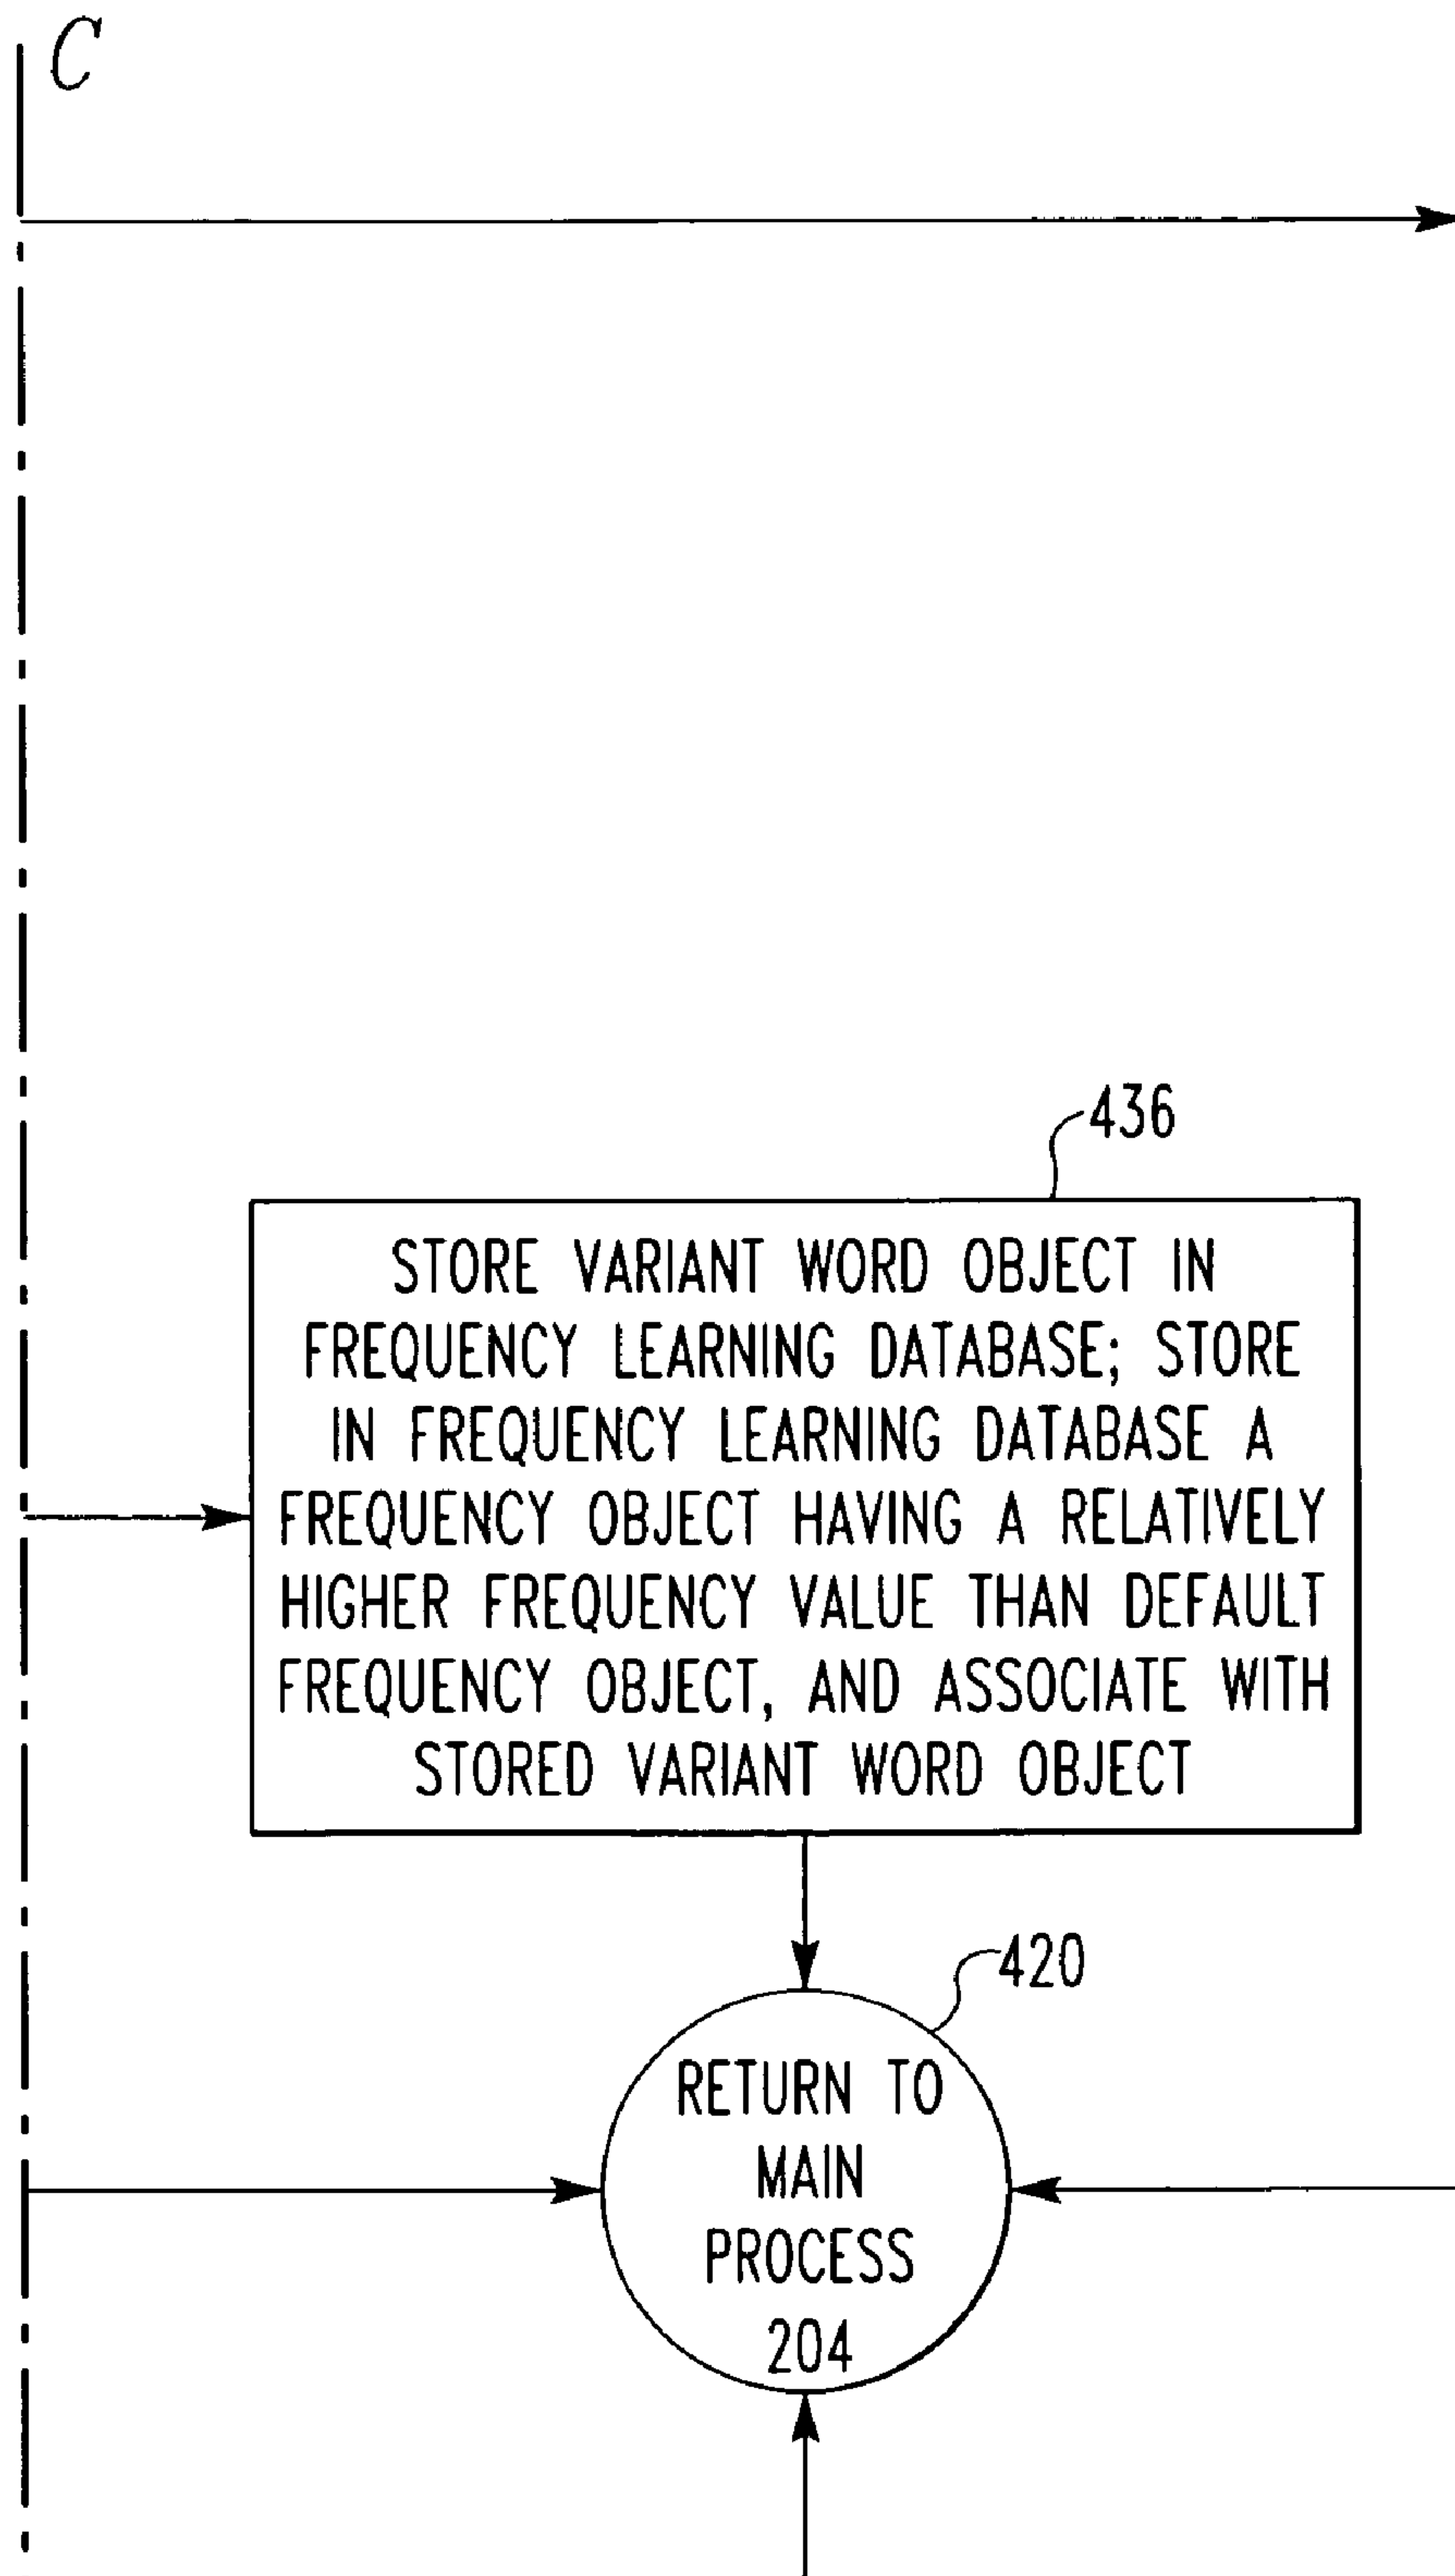 C
436
STORE VARIANT WORD OBJECT IN
FREQUENCY LEARNING DATABASE; STORE
IN FREQUENCY LEARNING DATABASE A
FREQUENCY OBJECT HAVING A RELATIVELY
HIGHER FREQUENCY VALUE THAN DEFAULT
FREQUENCY OBJECT, AND ASSOCIATE WITH
STORED VARIANT WORD OBJECT
420
RETURN TO
MAIN
PROCESS
204